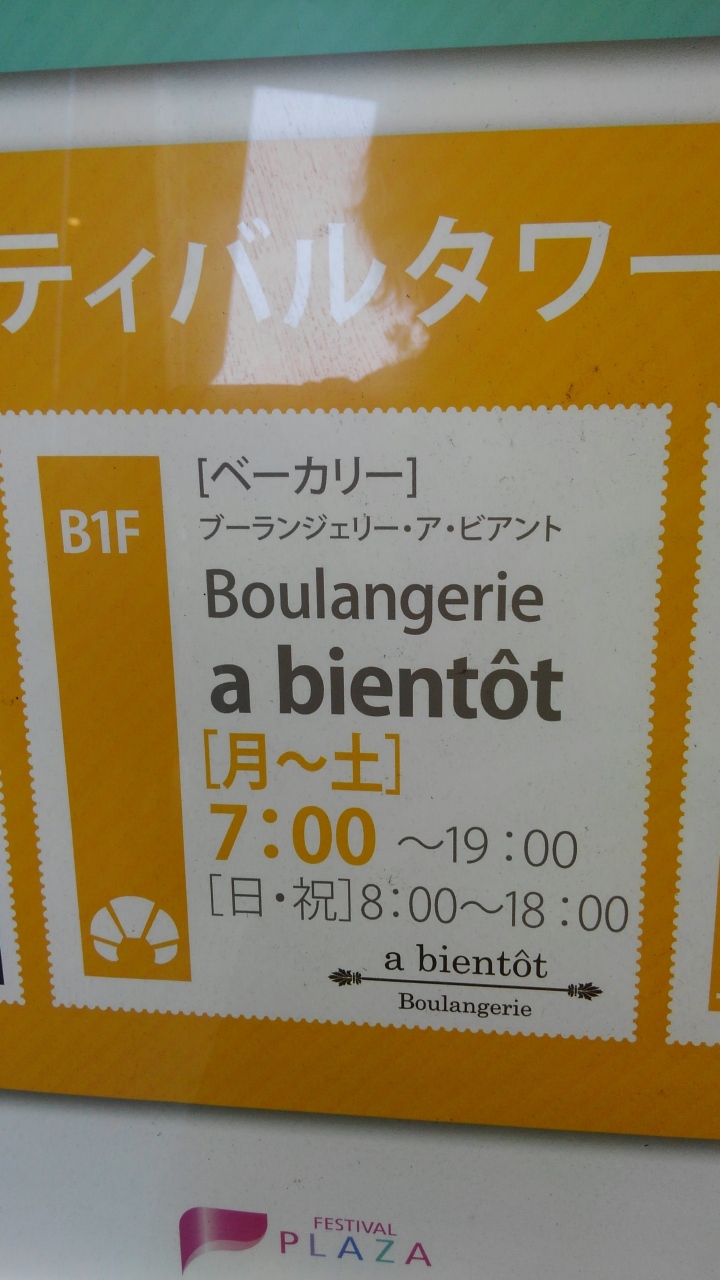 ティバルタワー
B1F
[ベーカリー]
ブーランジェリー・ア・ビアント
Boulangerie
a bientôt
[月〜土]
7:00 〜19:00
[日・祝]8:00〜18:00
a bientôt
Boulangerie
FESTIVAL
PLAZA